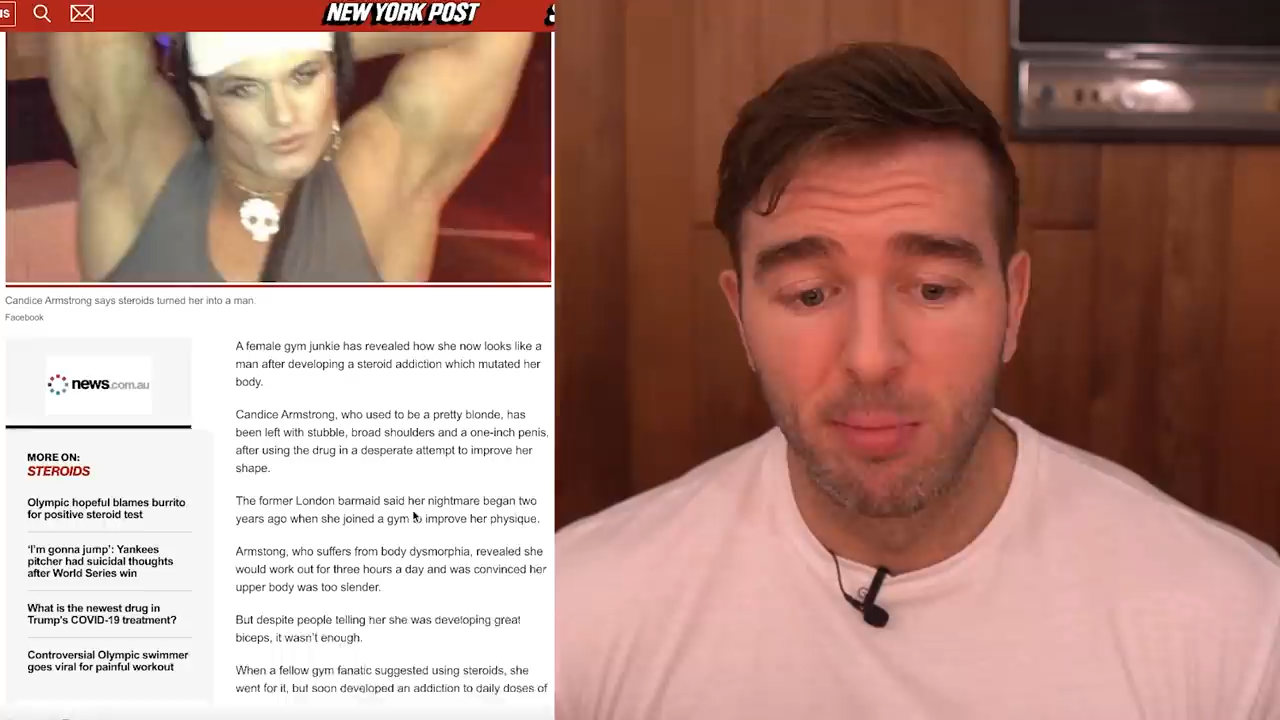 NEW YORK POST
Candice Armstrong says steroids turned her into a man.
Facebook
news.com.au
MORE ON:
STEROIDS
Olympic hopeful blames burrito
for positive steroid test
‘I’m gonna jump’: Yankees
pitcher had suicidal thoughts
after World Series win
What is the newest drug in
Trump’s COVID-19 treatment?
Controversial Olympic swimmer
goes viral for painful workout
A female gym junkie has revealed how she now looks like a
man after developing a steroid addiction which mutated her
body.
Candice Armstrong, who used to be a pretty blonde, has
been left with stubble, broad shoulders and a one-inch penis,
after using the drug in a desperate attempt to improve her
shape.
The former London barmaid said her nightmare began two
years ago when she joined a gym to improve her physique.
Armstong, who suffers from body dysmorphia, revealed she
would work out for three hours a day and was convinced her
upper body was too slender.
But despite people telling her she was developing great
biceps, it wasn’t enough.
When a fellow gym fanatic suggested using steroids, she
went for it, but soon developed an addiction to daily doses of